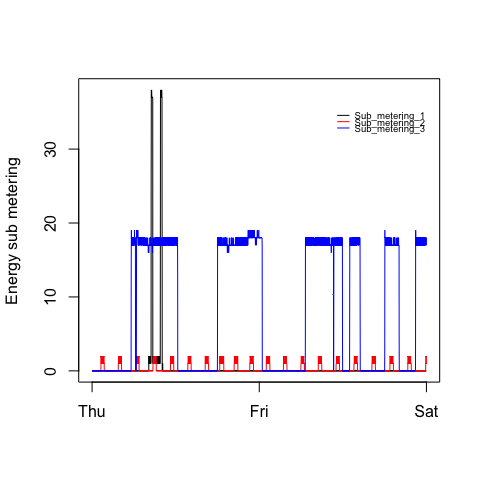 Energy sub metering
30
20
10
0
Sub_metering_1
Sub_metering_2
Sub_metering_3
Thu Fri Sat